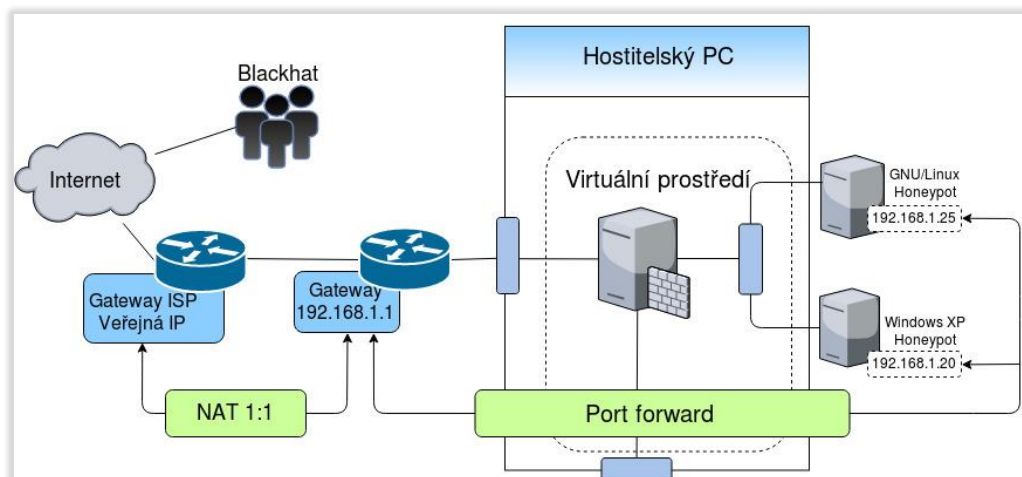 Hostitelský PC
Blackhat
Internet
Virtuální prostředí
GNU/Linux
Honeypot
192.168.1.25
Gateway ISP
Veřejná IP
Gateway
192.168.1.1
Windows XP
Honeypot
192.168.1.20
NAT 1:1
Port forward